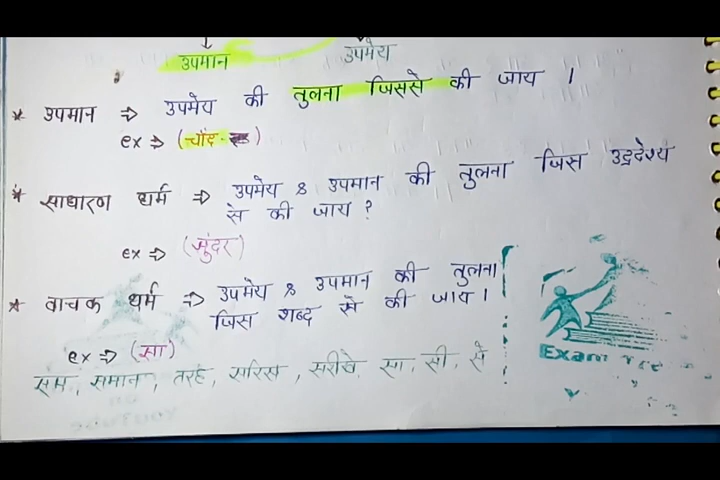 उपमान उपमेय
* उपमान ⇒ उपमेय की तुलना जिससे की जाय ।
ex ⇒ (चाँद )
* साधारण धर्म ⇒ उपमेय & उपमान की तुलना जिस उद्देश्य
से की जाय ?
ex ⇒ (सुंदर)
* वाचक धर्म ⇒ उपमेय & उपमान की तुलना
जिस शब्द से की जाय ।
ex ⇒ (सा)
सम, समान, तरह, सरिस, सरीखे, सा, सी, से
Exam